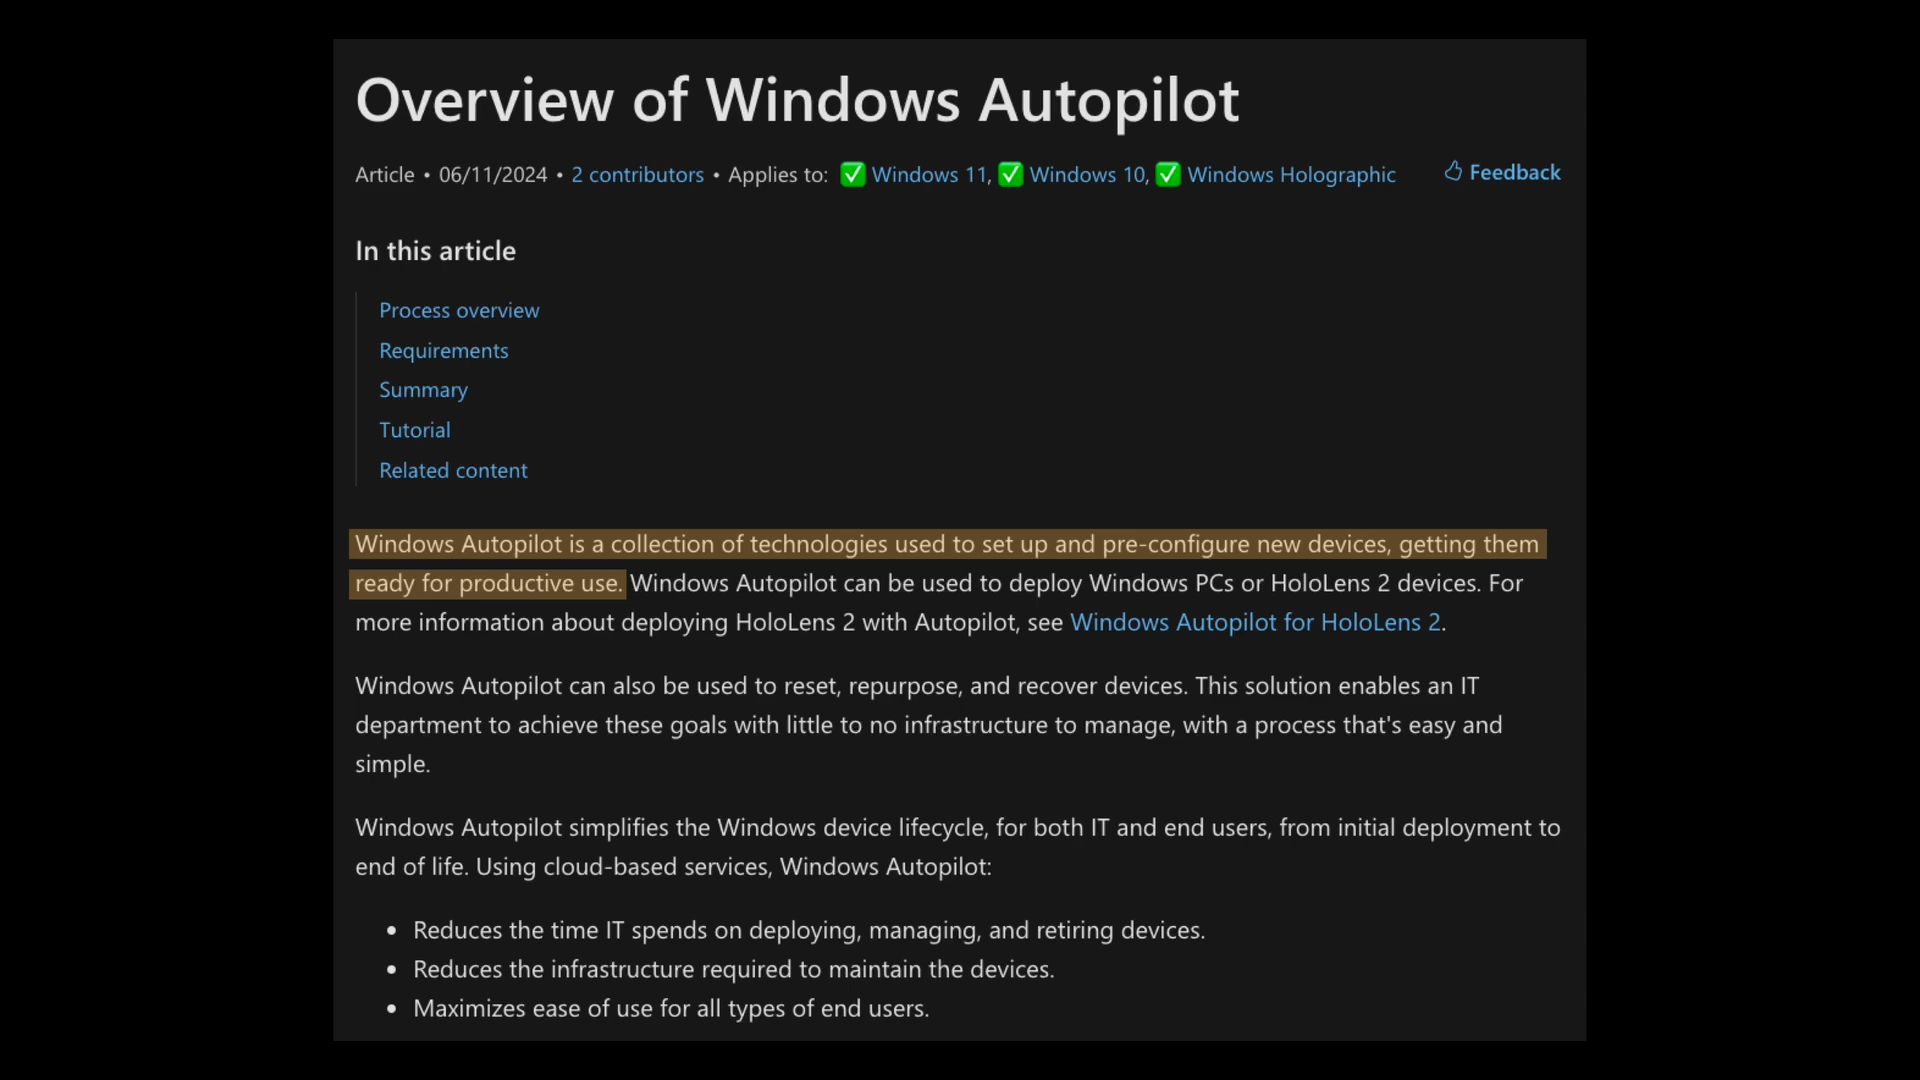 Overview of Windows Autopilot
Article • 06/11/2024 • 2 contributors • Applies to: ✅ Windows 11, ✅ Windows 10, ✅ Windows Holographic
Feedback
In this article
Process overview
Requirements
Summary
Tutorial
Related content
Windows Autopilot is a collection of technologies used to set up and pre-configure new devices, getting them
ready for productive use. Windows Autopilot can be used to deploy Windows PCs or HoloLens 2 devices. For
more information about deploying HoloLens 2 with Autopilot, see Windows Autopilot for HoloLens 2.
Windows Autopilot can also be used to reset, repurpose, and recover devices. This solution enables an IT
department to achieve these goals with little to no infrastructure to manage, with a process that's easy and
simple.
Windows Autopilot simplifies the Windows device lifecycle, for both IT and end users, from initial deployment to
end of life. Using cloud-based services, Windows Autopilot:
• Reduces the time IT spends on deploying, managing, and retiring devices.
• Reduces the infrastructure required to maintain the devices.
• Maximizes ease of use for all types of end users.